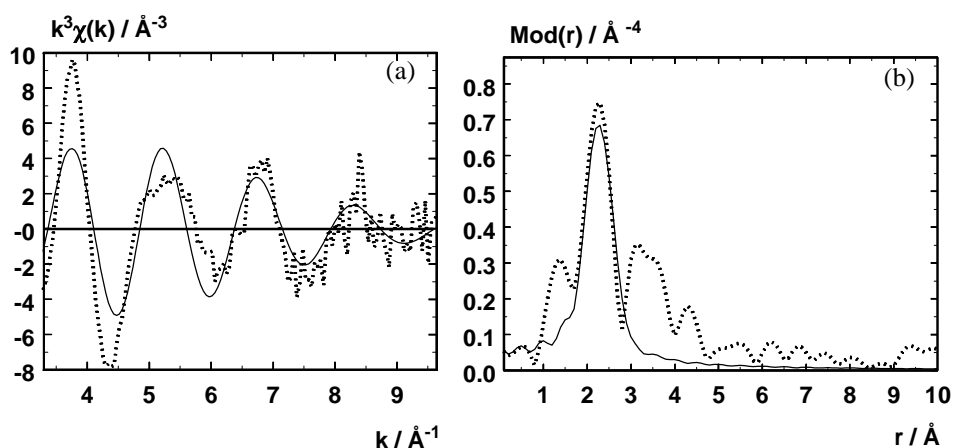 k³χ(k) / Å⁻³
(a)
10
8
6
4
2
-0
-2
-4
-6
-8
4 5 6 7 8 9
k / Å⁻¹
Mod(r) / Å ⁻⁴
(b)
0.8
0.7
0.6
0.5
0.4
0.3
0.2
0.1
0.0
1 2 3 4 5 6 7 8 9 10
r / Å